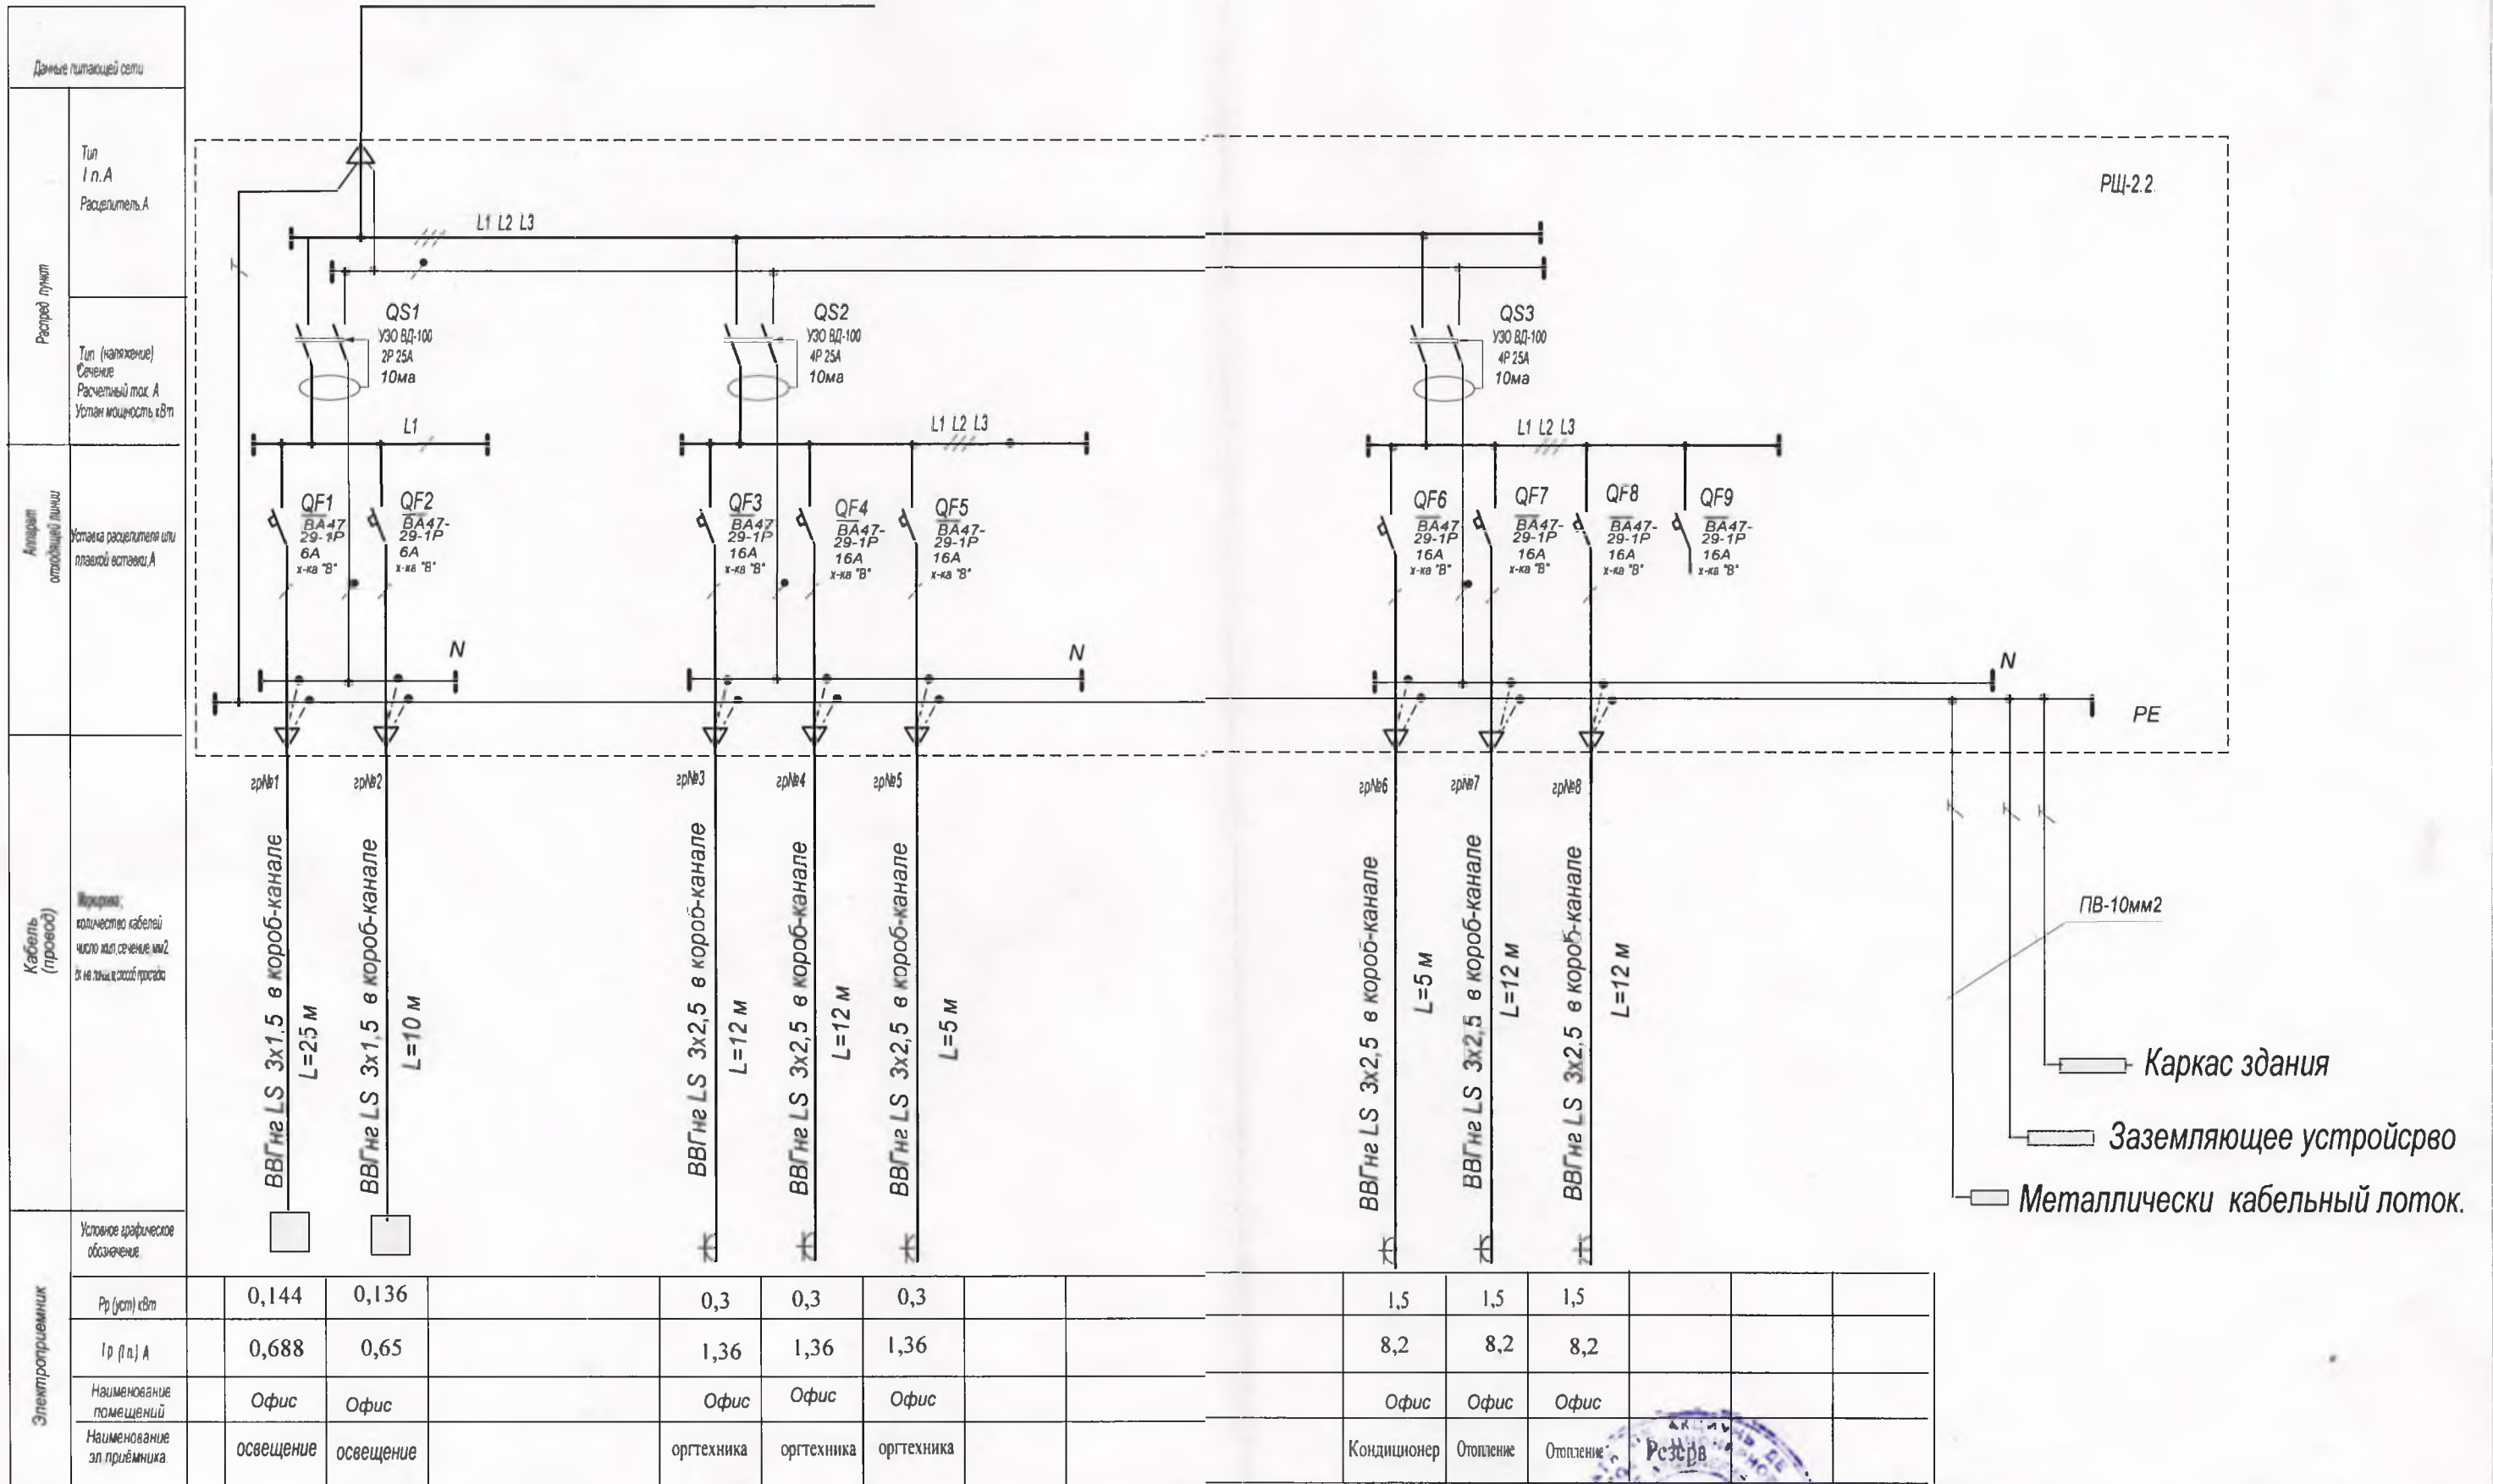 Данные питающей сети
Распред пункт
Тип
I п.А
Расцепитель,А
Тип (напяжение)
Сечение
Расчетный ток. А
Устан мощность кВт
Аппарат
отходящей линии
Уставка расцепителя или
плавкой вставки,А
Кабель
(провод)
количество кабелей
число жил, сечение, мм2
Электроприемник
Условное графическое
обозначение
РЩ-2.2.
L1 L2 L3
QS1
УЗО ВД-100
2Р 25А
10ма
QS2
УЗО ВД-100
4Р 25А
10ма
QS3
УЗО ВД-100
4Р 25А
10ма
L1
L1 L2 L3
L1 L2 L3
QF1
ВА47
29-1Р
6А
х-ка "В"
QF2
ВА47-
29-1Р
6А
х-ка "В"
QF3
ВА47
29-1Р
16А
х-ка "В"
QF4
ВА47-
29-1Р
16А
х-ка "В"
QF5
ВА47-
29-1Р
16А
х-ка "В"
QF6
ВА47
29-1Р
16А
х-ка "В"
QF7
ВА47-
29-1Р
16А
х-ка "В"
QF8
ВА47-
29-1Р
16А
х-ка "В"
QF9
ВА47-
29-1Р
16А
х-ка "В"
N
N
N
PE
гр№1
гр№2
гр№3
гр№4
гр№5
гр№6
гр№7
гр№8
ВВГнг LS 3х1,5 в короб-канале
L=25 м
ВВГнг LS 3х1,5 в короб-канале
L=10 м
ВВГнг LS 3х2,5 в короб-канале
L=12 м
ВВГнг LS 3х2,5 в короб-канале
L=12 м
ВВГнг LS 3х2,5 в короб-канале
L=5 м
ВВГнг LS 3х2,5 в короб-канале
L=5 м
ВВГнг LS 3х2,5 в короб-канале
L=12 м
ВВГнг LS 3х2,5 в короб-канале
L=12 м
ПВ-10мм2
Каркас здания
Заземляющее устройсрво
Металлически кабельный лоток.
Рр (уст) кВт 0,144 0,136 0,3 0,3 0,3 1,5 1,5 1,5
Iр (Iп.) А 0,688 0,65 1,36 1,36 1,36 8,2 8,2 8,2
Наименование
помещений
Офис Офис Офис Офис Офис Офис Офис Офис
Наименование
эл приёмника
освещение освещение оргтехника оргтехника оргтехника Кондиционер Отопление Отопление Резерв